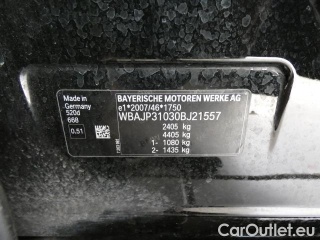 Made in
Germany
520d
668
0.51
BAYERISCHE MOTOREN WERKE AG
e1*2007/46*1750
WBAJP31030BJ21557
2405 kg
4405 kg
1- 1080 kg
2- 1435 kg
CarOutlet.eu